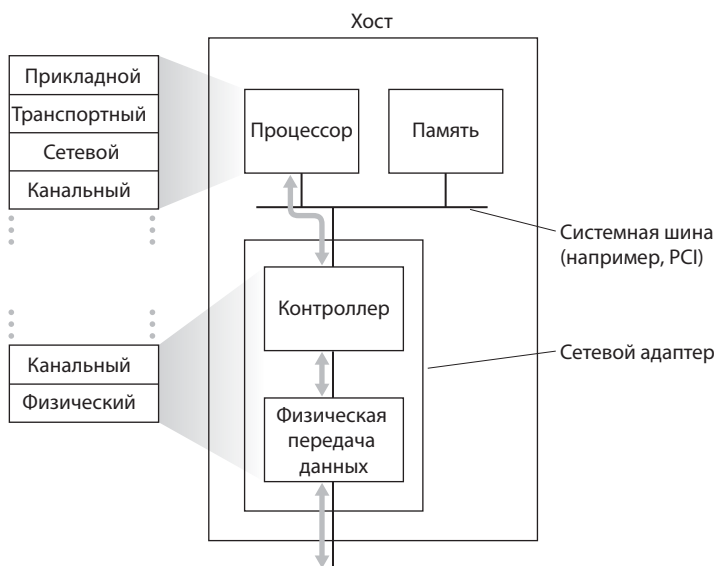 Хост
Прикладной
Транспортный
Сетевой
Канальный
Процессор
Память
Системная шина
(например, PCI)
Контроллер
Сетевой адаптер
Канальный
Физический
Физическая
передача
данных